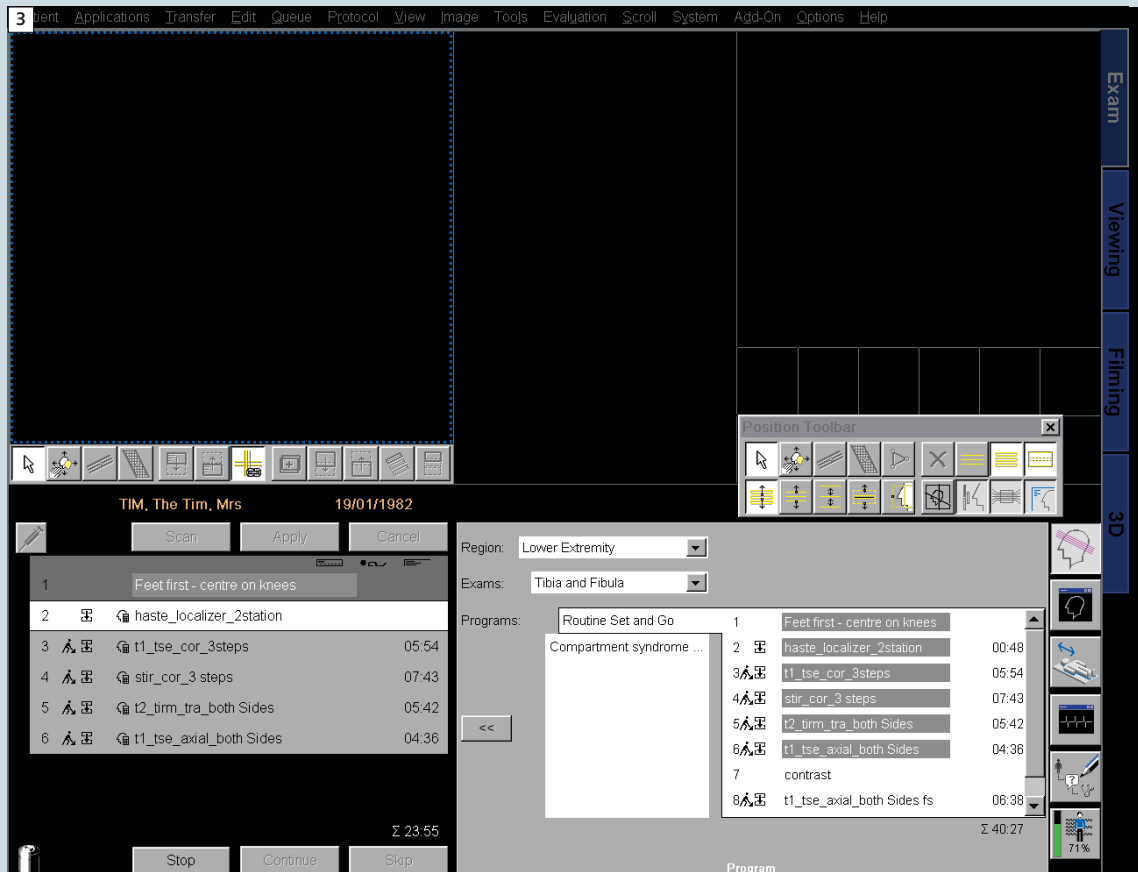 3 tient Applications Transfer Edit Queue Protocol View Image Tools Evaluation Scroll System Add-On Options Help
Exam
Viewing
Filming
3D
Position Toolbar
TIM, The Tim, Mrs 19/01/1982
Scan Apply Cancel
1 Feet first - centre on knees
2 haste_localizer_2station
3 t1_tse_cor_3steps 05:54
4 stir_cor_3 steps 07:43
5 t2_tirm_tra_both Sides 05:42
6 t1_tse_axial_both Sides 04:36
Σ 23:55
Stop Continue Skip
Region: Lower Extremity
Exams: Tibia and Fibula
Programs: Routine Set and Go
Compartment syndrome ...
<<
1 Feet first - centre on knees
2 haste_localizer_2station 00:48
3 t1_tse_cor_3steps 05:54
4 stir_cor_3 steps 07:43
5 t2_tirm_tra_both Sides 05:42
6 t1_tse_axial_both Sides 04:36
7 contrast
8 t1_tse_axial_both Sides fs 06:38
Σ 40:27
Program
71%